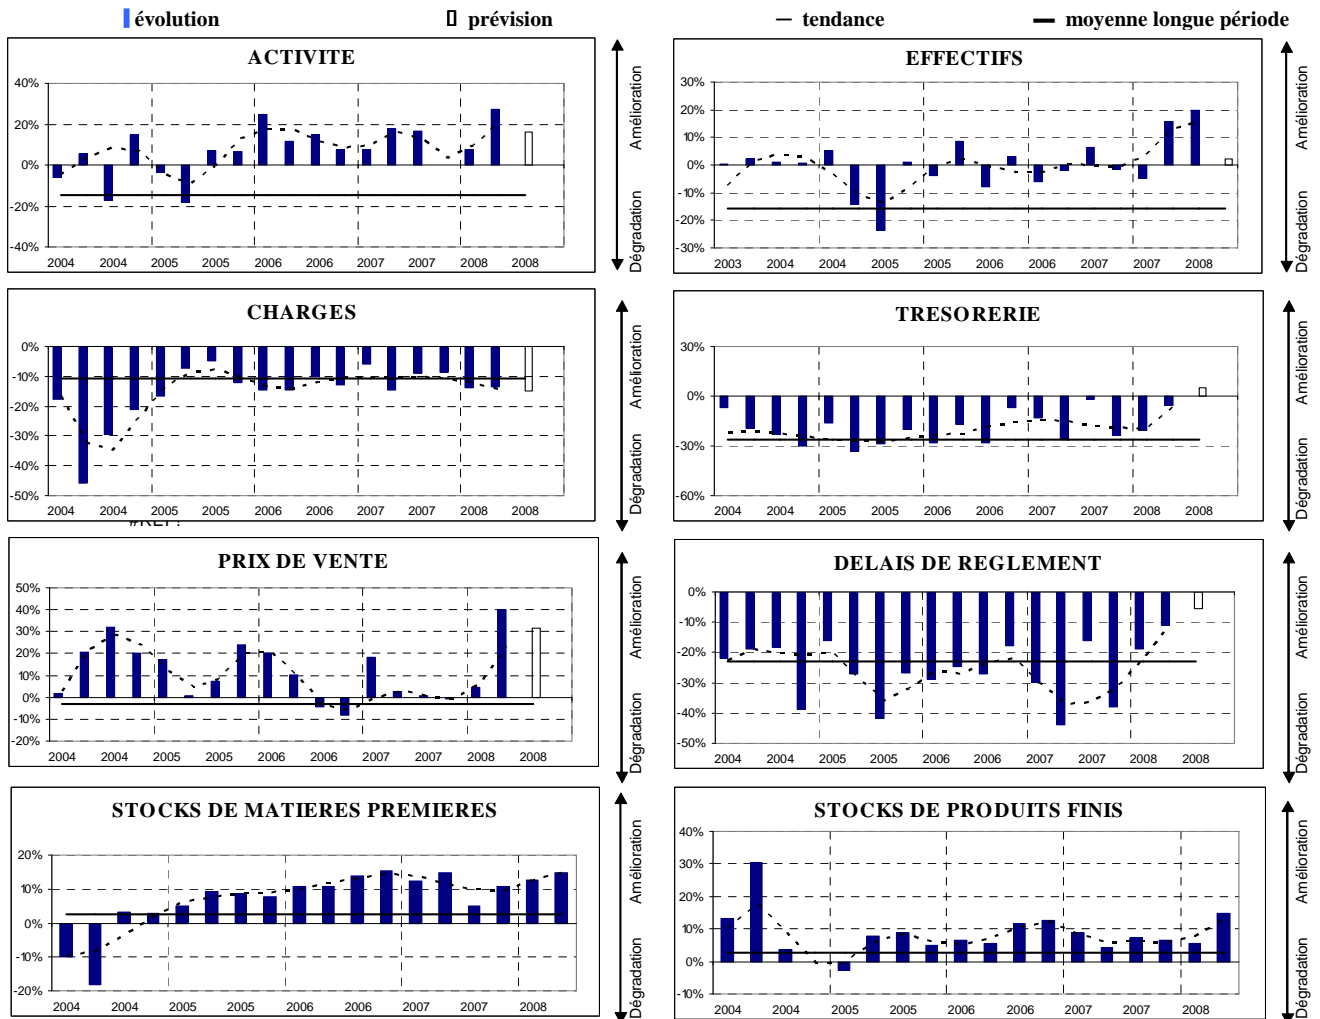 évolution prévision tendance moyenne longue période
ACTIVITE
40%
20%
0%
-20%
-40%
2004 2004 2005 2005 2006 2006 2007 2007 2008 2008
Amélioration
Dégradation
EFFECTIFS
30%
20%
10%
0%
-10%
-20%
-30%
2003 2004 2004 2005 2005 2006 2006 2007 2007 2008
Amélioration
Dégradation
CHARGES
0%
-10%
-20%
-30%
-40%
-50%
2004 2004 2005 2005 2006 2006 2007 2007 2008 2008
Amélioration
Dégradation
TRESORERIE
30%
0%
-30%
-60%
2004 2004 2005 2005 2006 2006 2007 2007 2008 2008
Amélioration
Dégradation
PRIX DE VENTE
50%
40%
30%
20%
10%
0%
-10%
-20%
2004 2004 2005 2005 2006 2006 2007 2007 2008 2008
Amélioration
Dégradation
DELAIS DE REGLEMENT
0%
-10%
-20%
-30%
-40%
-50%
2004 2004 2005 2005 2006 2006 2007 2007 2008 2008
Amélioration
Dégradation
STOCKS DE MATIERES PREMIERES
20%
10%
0%
-10%
-20%
2004 2004 2005 2005 2006 2006 2007 2007 2008
Amélioration
Dégradation
STOCKS DE PRODUITS FINIS
40%
30%
20%
10%
0%
-10%
2004 2004 2005 2005 2006 2006 2007 2007 2008
Amélioration
Dégradation